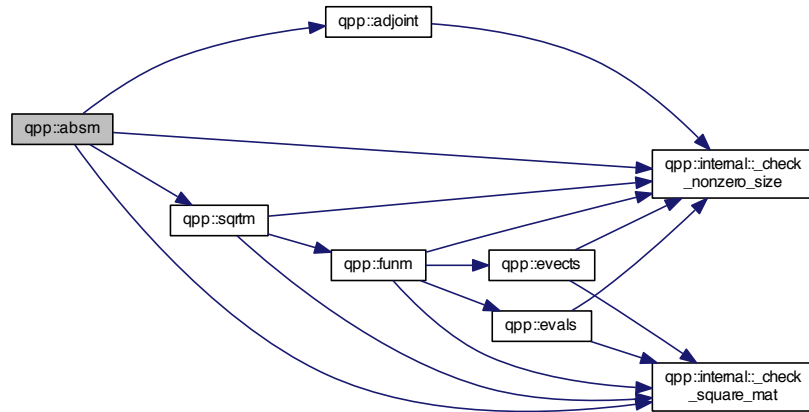 qpp::adjoint
qpp::absm
qpp::internal::_check
_nonzero_size
qpp::sqrtm
qpp::funm
qpp::evects
qpp::evals
qpp::internal::_check
_square_mat